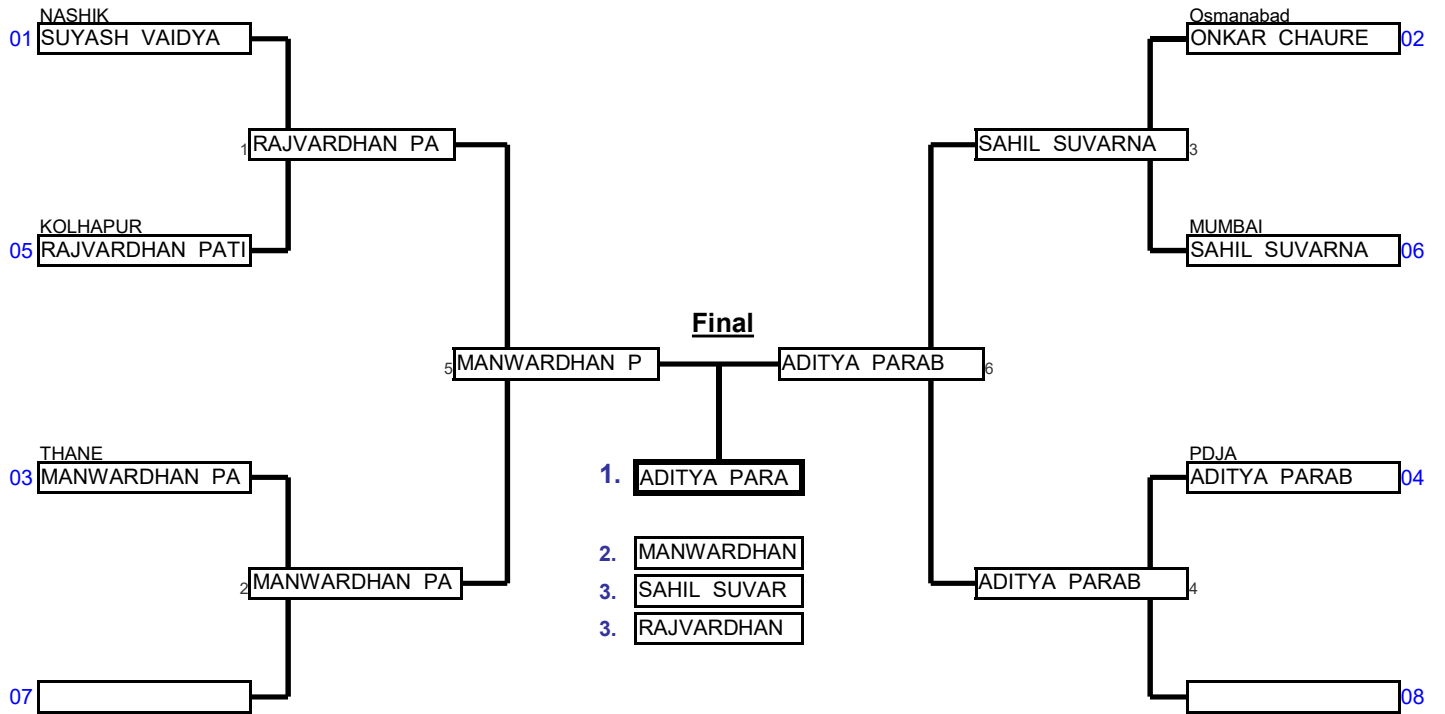 NASHIK
01 SUYASH VAIDYA
Osmanabad
ONKAR CHAURE 02
1 RAJVARDHAN PA
SAHIL SUVARNA 3
KOLHAPUR
05 RAJVARDHAN PATI
MUMBAI
SAHIL SUVARNA 06
Final
5 MANWARDHAN P
ADITYA PARAB 6
THANE
03 MANWARDHAN PA
1. ADITYA PARA
PDJA
ADITYA PARAB 04
2. MANWARDHAN
3. SAHIL SUVAR
3. RAJVARDHAN
2 MANWARDHAN PA
ADITYA PARAB 4
07
08